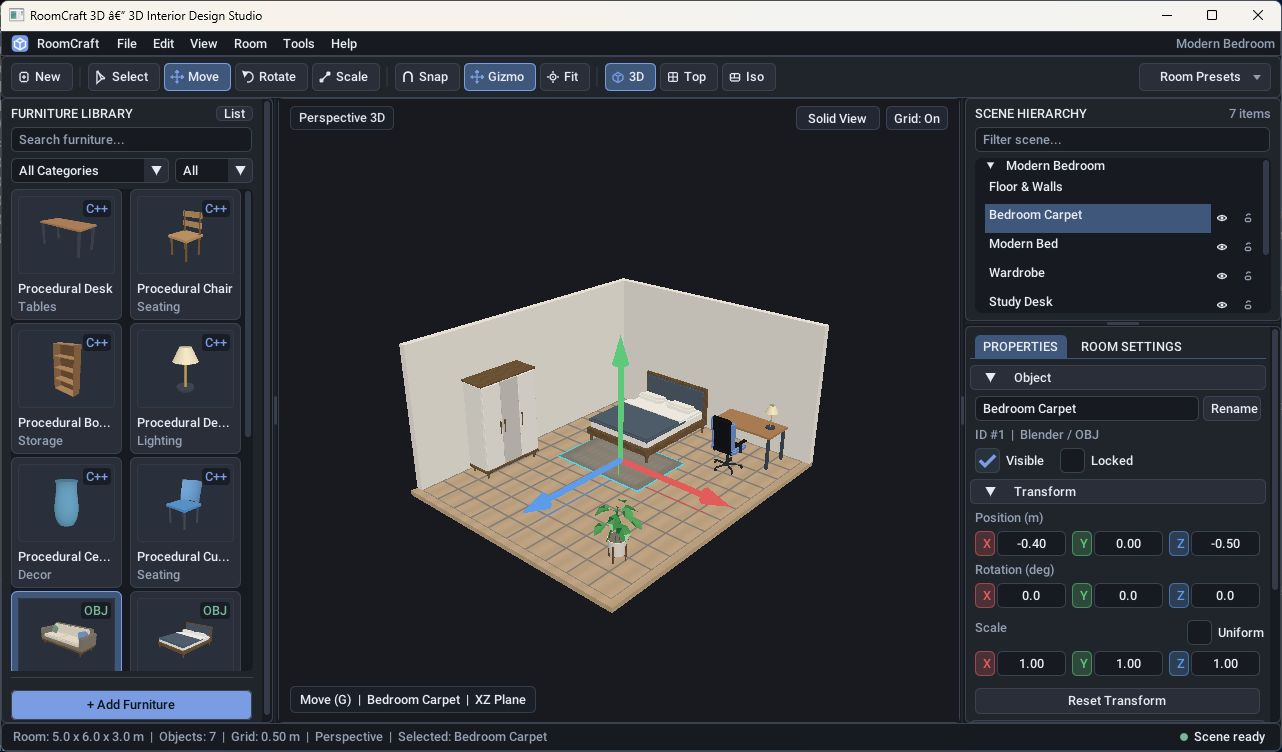 RoomCraft 3D â€" 3D Interior Design Studio
RoomCraft File Edit View Room Tools Help Modern Bedroom
New Select Move Rotate Scale Snap Gizmo Fit 3D Top Iso Room Presets
FURNITURE LIBRARY List
Search furniture...
All Categories All
C++ C++
Procedural Desk Procedural Chair
Tables Seating
C++ C++
Procedural Bo... Procedural De...
Storage Lighting
C++ C++
Procedural Ce... Procedural Cu...
Decor Seating
OBJ OBJ
+ Add Furniture
Perspective 3D Solid View Grid: On
Move (G) | Bedroom Carpet | XZ Plane
SCENE HIERARCHY 7 items
Filter scene...
Modern Bedroom
Floor & Walls
Bedroom Carpet
Modern Bed
Wardrobe
Study Desk
PROPERTIES ROOM SETTINGS
Object
Bedroom Carpet Rename
ID #1 | Blender / OBJ
Visible Locked
Transform
Position (m)
X -0.40 Y 0.00 Z -0.50
Rotation (deg)
X 0.0 Y 0.0 Z 0.0
Scale Uniform
X 1.00 Y 1.00 Z 1.00
Reset Transform
Room: 5.0 x 6.0 x 3.0 m | Objects: 7 | Grid: 0.50 m | Perspective | Selected: Bedroom Carpet Scene ready